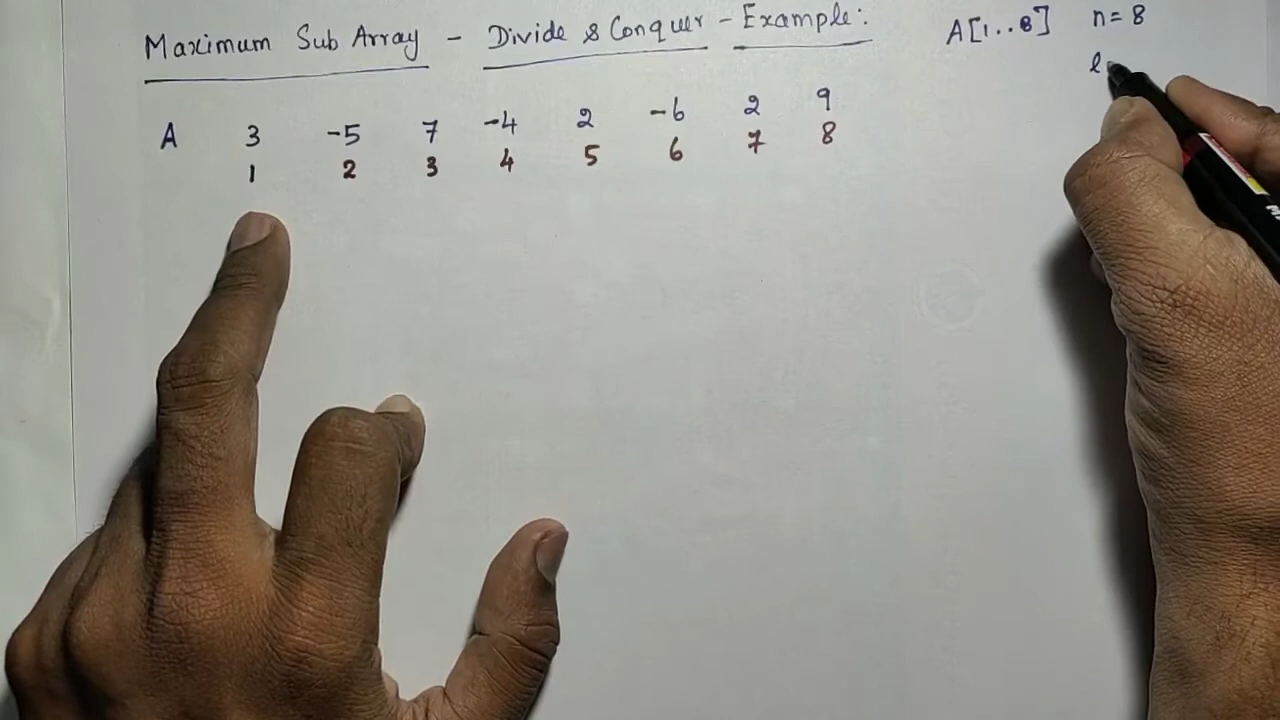 Maximum Sub Array - Divide & Conquer - Example:
A[1..8] n=8
A 3 -5 7 -4 2 -6 2 9
1 2 3 4 5 6 7 8